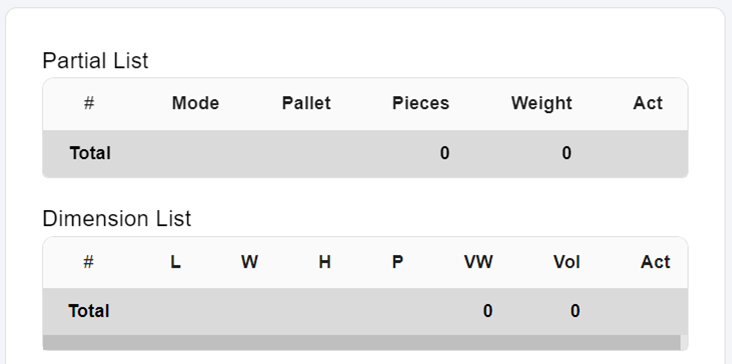 Partial List
# Mode Pallet Pieces Weight Act
Total 0 0
Dimension List
# L W H P VW Vol Act
Total 0 0